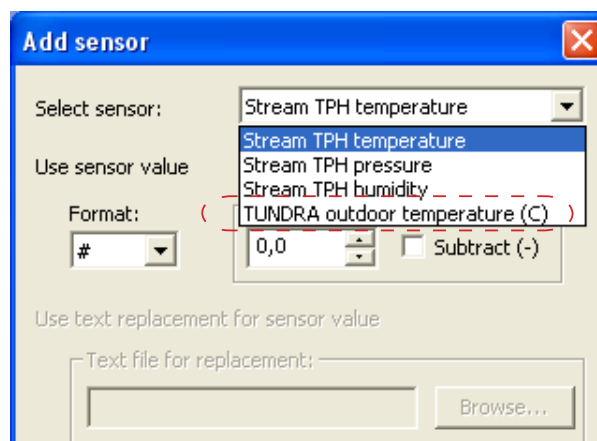 Add sensor
Select sensor: Stream TPH temperature
Stream TPH temperature
Use sensor value Stream TPH pressure
Stream TPH humidity
Format: TUNDRA outdoor temperature (C)
# 0,0 Subtract (-)
Use text replacement for sensor value
Text file for replacement:
Browse...